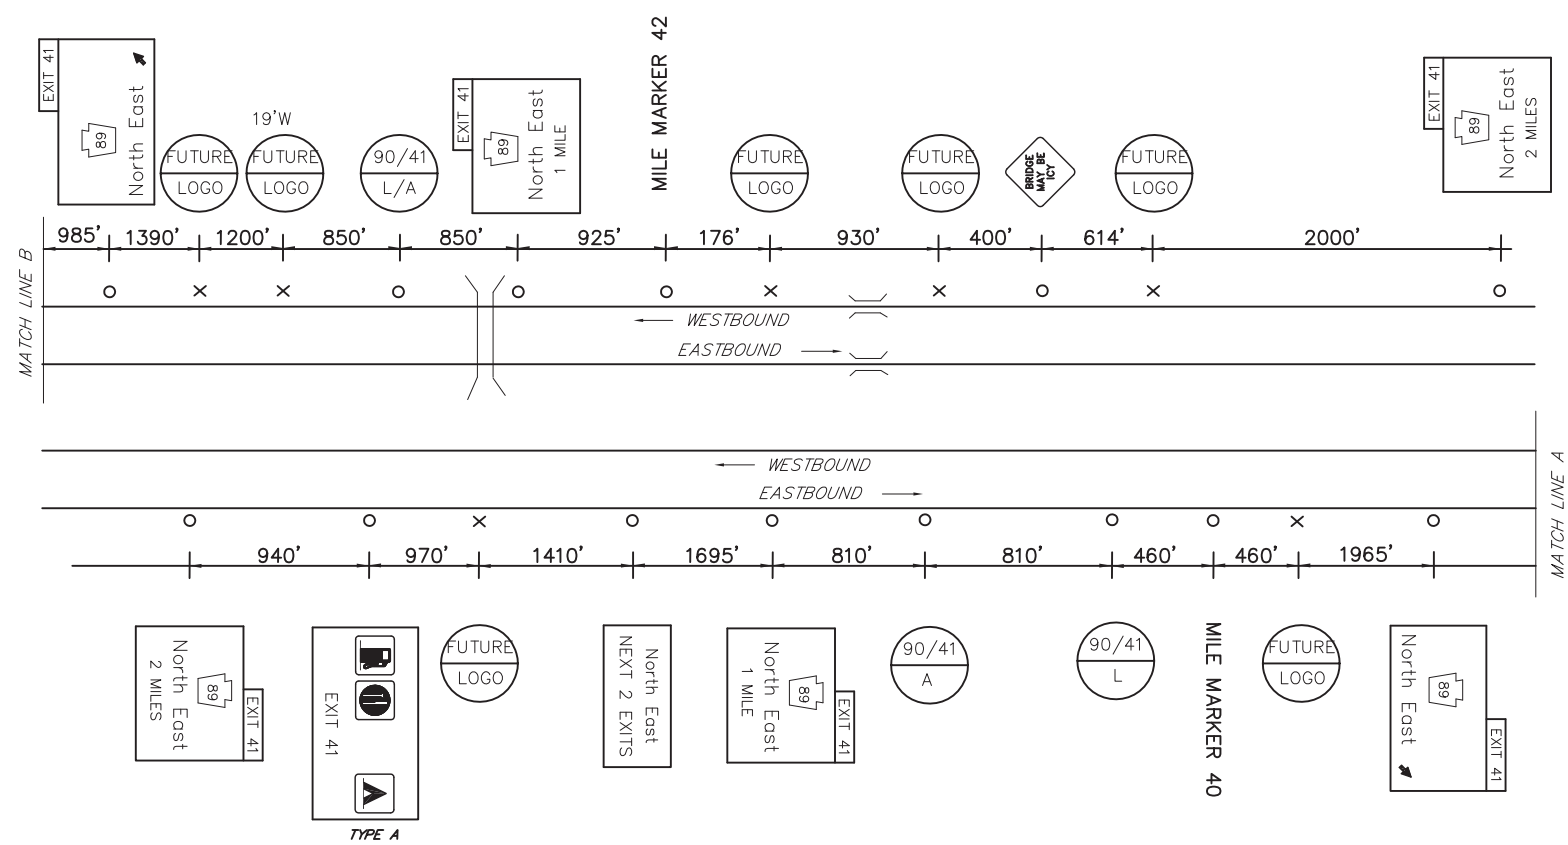 MILE MARKER 42
EXIT 41
89
North East
19'W
FUTURE
LOGO
FUTURE
LOGO
90/41
L/A
EXIT 41
89
North East
1 MILE
FUTURE
LOGO
FUTURE
LOGO
BRIDGE
MAY BE
ICY
FUTURE
LOGO
EXIT 41
89
North East
2 MILES
985' 1390' 1200' 850' 850' 925' 176' 930' 400' 614' 2000'
MATCH LINE B
WESTBOUND
EASTBOUND
WESTBOUND
EASTBOUND
MATCH LINE A
940' 970' 1410' 1695' 810' 810' 460' 460' 1965'
EXIT 41
89
North East
2 MILES
EXIT 41
TYPE A
FUTURE
LOGO
North East
NEXT 2 EXITS
EXIT 41
89
North East
1 MILE
90/41
A
90/41
L
MILE MARKER 40
FUTURE
LOGO
EXIT 41
89
North East